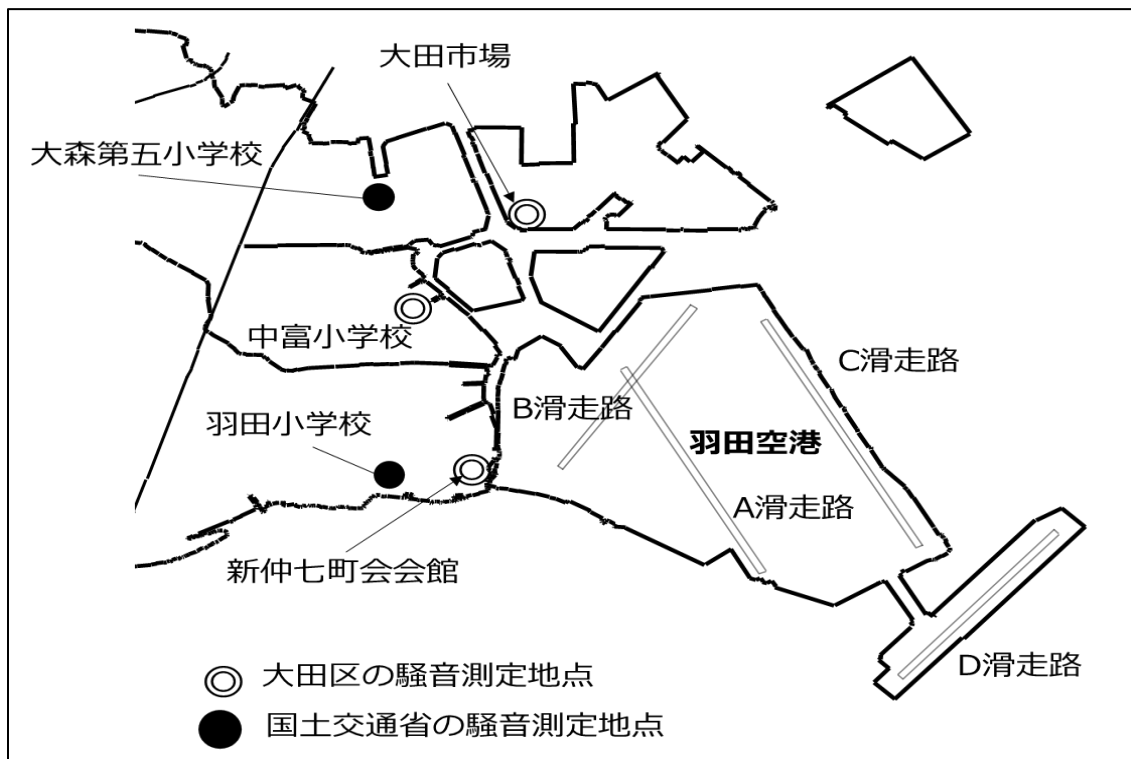 大田市場
大森第五小学校
中富小学校
C滑走路
B滑走路
羽田小学校
羽田空港
A滑走路
新仲七町会会館
D滑走路
大田区の騒音測定地点
国土交通省の騒音測定地点